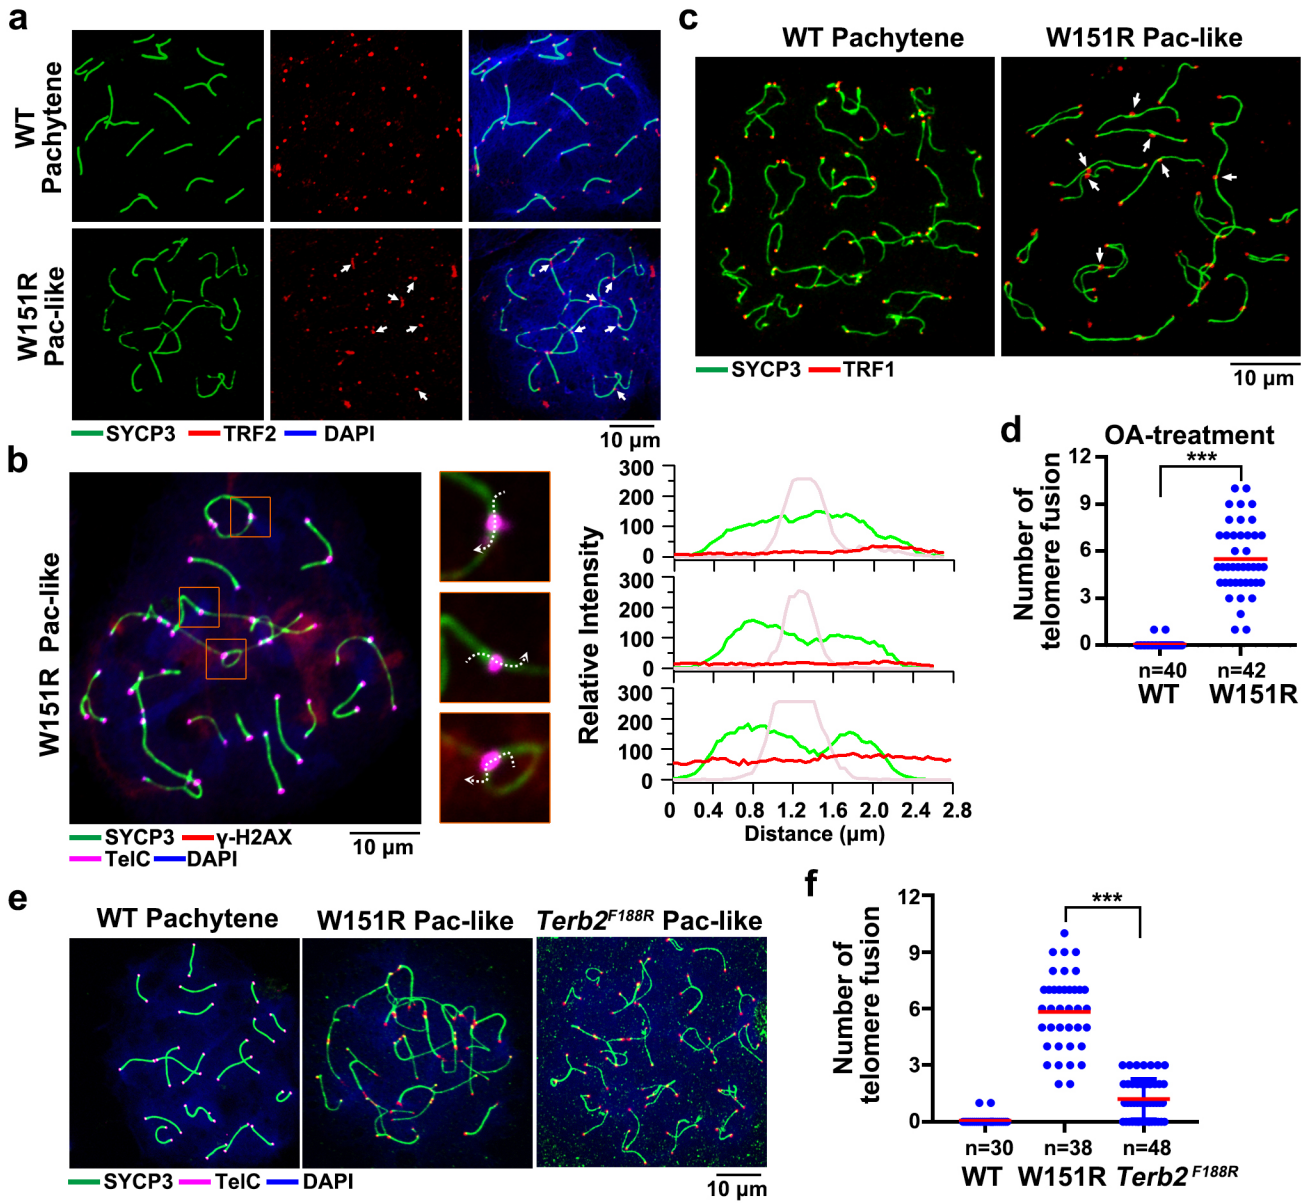 a
WT
Pachytene
W151R
Pac-like
SYCP3 TRF2 DAPI
10 µm
b
W151R Pac-like
SYCP3 γ-H2AX
TelC DAPI
10 µm
Relative Intensity
300
200
100
0
300
200
100
0
300
200
100
0
0 0.4 0.8 1.2 1.6 2.0 2.4 2.8
Distance (µm)
c
WT Pachytene W151R Pac-like
SYCP3 TRF1
10 µm
d
OA-treatment
***
Number of
telomere fusion
12
9
6
3
0
n=40 n=42
WT W151R
e
WT Pachytene W151R Pac-like Terb2F188R Pac-like
SYCP3 TelC DAPI
10 µm
f
***
Number of
telomere fusion
12
9
6
3
0
n=30 n=38 n=48
WT W151R Terb2F188R